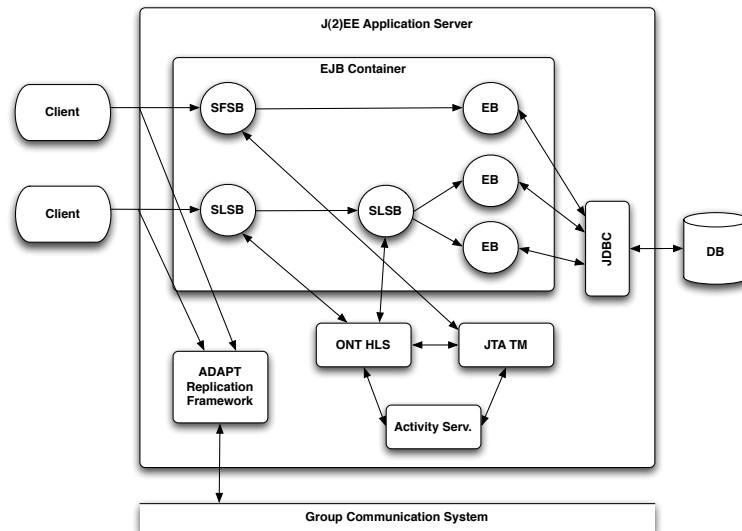 J(2)EE Application Server
EJB Container
Client
SFSB
EB
EB
Client
SLSB
SLSB
EB
JDBC
DB
ONT HLS
JTA TM
ADAPT
Replication
Framework
Activity Serv.
Group Communication System